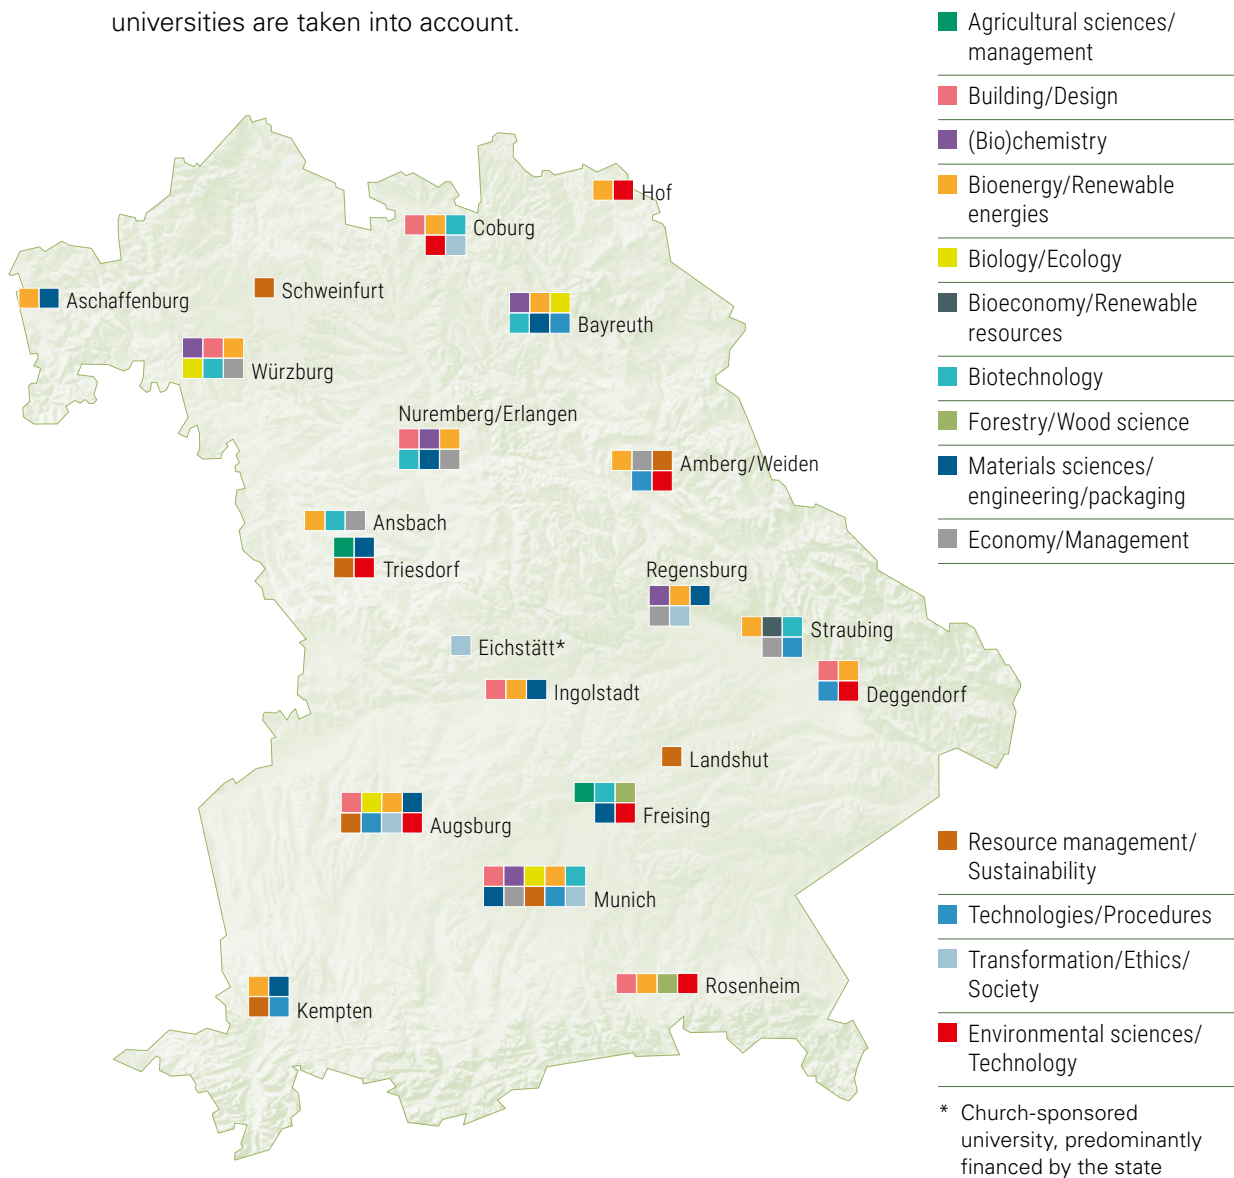 universities are taken into account.
Agricultural sciences/
management
Building/Design
(Bio)chemistry
Bioenergy/Renewable
energies
Biology/Ecology
Bioeconomy/Renewable
resources
Biotechnology
Forestry/Wood science
Materials sciences/
engineering/packaging
Economy/Management
Hof
Coburg
Schweinfurt
Aschaffenburg
Bayreuth
Würzburg
Nuremberg/Erlangen
Amberg/Weiden
Ansbach
Triesdorf
Regensburg
Straubing
Eichstätt*
Ingolstadt
Deggendorf
Landshut
Freising
Augsburg
Munich
Rosenheim
Kempten
Resource management/
Sustainability
Technologies/Procedures
Transformation/Ethics/
Society
Environmental sciences/
Technology
* Church-sponsored
university, predominantly
financed by the state